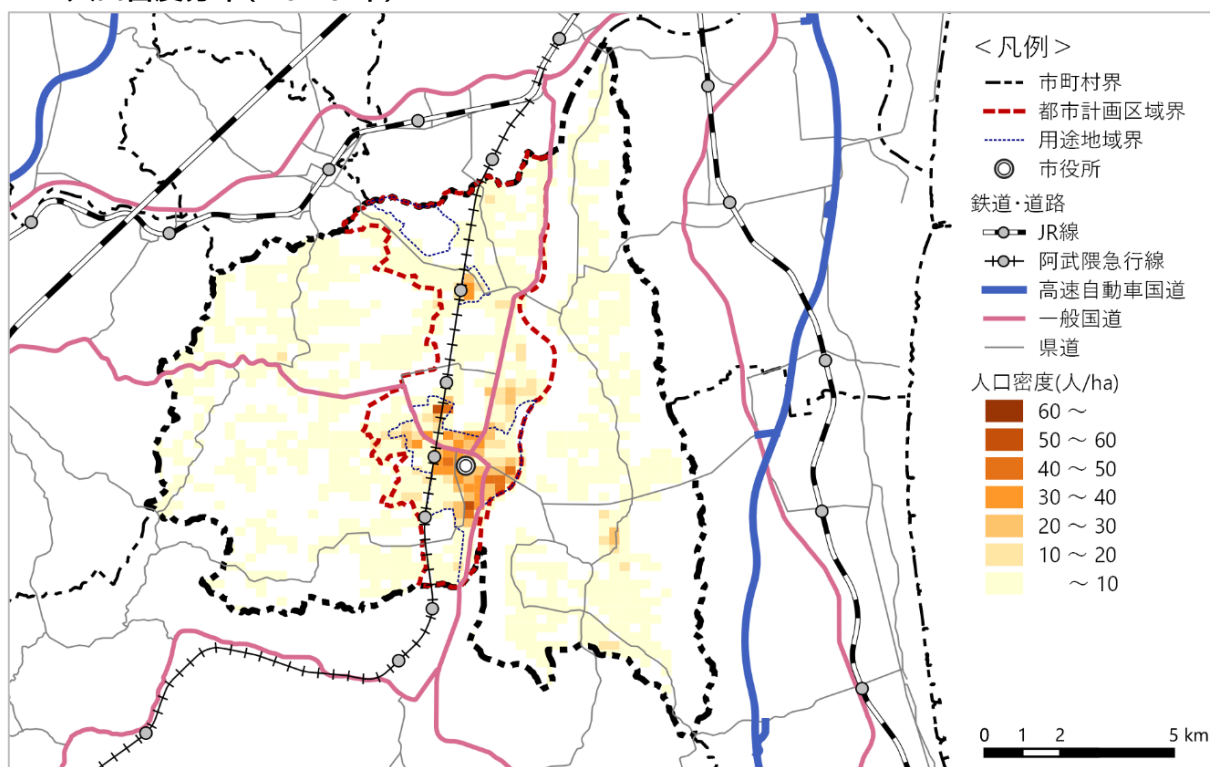 <凡例>
市町村界
都市計画区域界
用途地域界
市役所
鉄道・道路
JR線
阿武隈急行線
高速自動車国道
一般国道
県道
人口密度(人/ha)
60 ~
50 ~ 60
40 ~ 50
30 ~ 40
20 ~ 30
10 ~ 20
~ 10
0 1 2 5 km